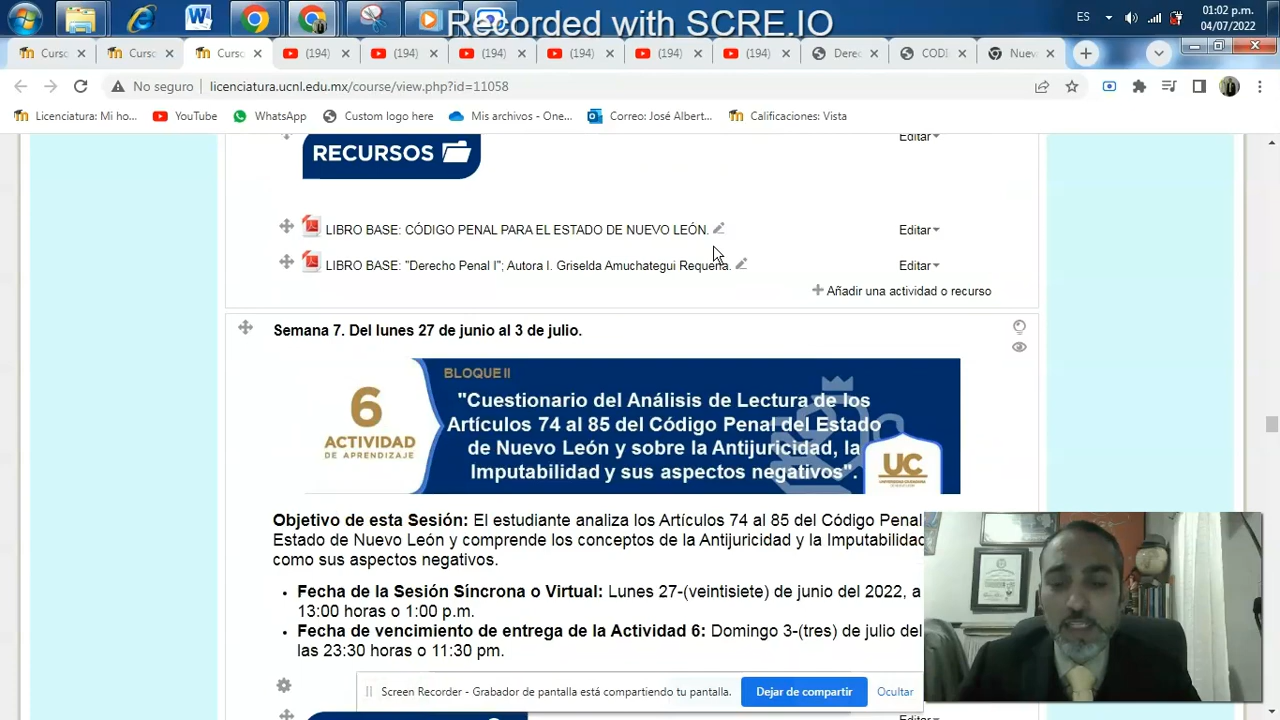 Recorded with SCRE.IO
ES
01:02 p.m.
04/07/2022
Curso
Curso
Curso
(194)
(194)
(194)
(194)
(194)
(194)
Derec
CODI
Nueva
No seguro
licenciatura.ucnl.edu.mx/course/view.php?id=11058
Licenciatura: Mi ho...
YouTube
WhatsApp
Custom logo here
Mis archivos - One...
Correo: José Albert...
Calificaciones: Vista
RECURSOS
Editar
LIBRO BASE: CÓDIGO PENAL PARA EL ESTADO DE NUEVO LEÓN.
Editar
LIBRO BASE: "Derecho Penal I"; Autora I. Griselda Amuchategui Requena.
Editar
Añadir una actividad o recurso
Semana 7. Del lunes 27 de junio al 3 de julio.
6
ACTIVIDAD
DE APRENDIZAJE
BLOQUE II
"Cuestionario del Análisis de Lectura de los
Artículos 74 al 85 del Código Penal del Estado
de Nuevo León y sobre la Antijuricidad, la
Imputabilidad y sus aspectos negativos".
UC
Objetivo de esta Sesión: El estudiante analiza los Artículos 74 al 85 del Código Penal
Estado de Nuevo León y comprende los conceptos de la Antijuricidad y la Imputabilidad
como sus aspectos negativos.
Fecha de la Sesión Síncrona o Virtual: Lunes 27-(veintisiete) de junio del 2022, a
13:00 horas o 1:00 p.m.
Fecha de vencimiento de entrega de la Actividad 6: Domingo 3-(tres) de julio del
las 23:30 horas o 11:30 pm.
Screen Recorder - Grabador de pantalla está compartiendo tu pantalla.
Dejar de compartir
Ocultar